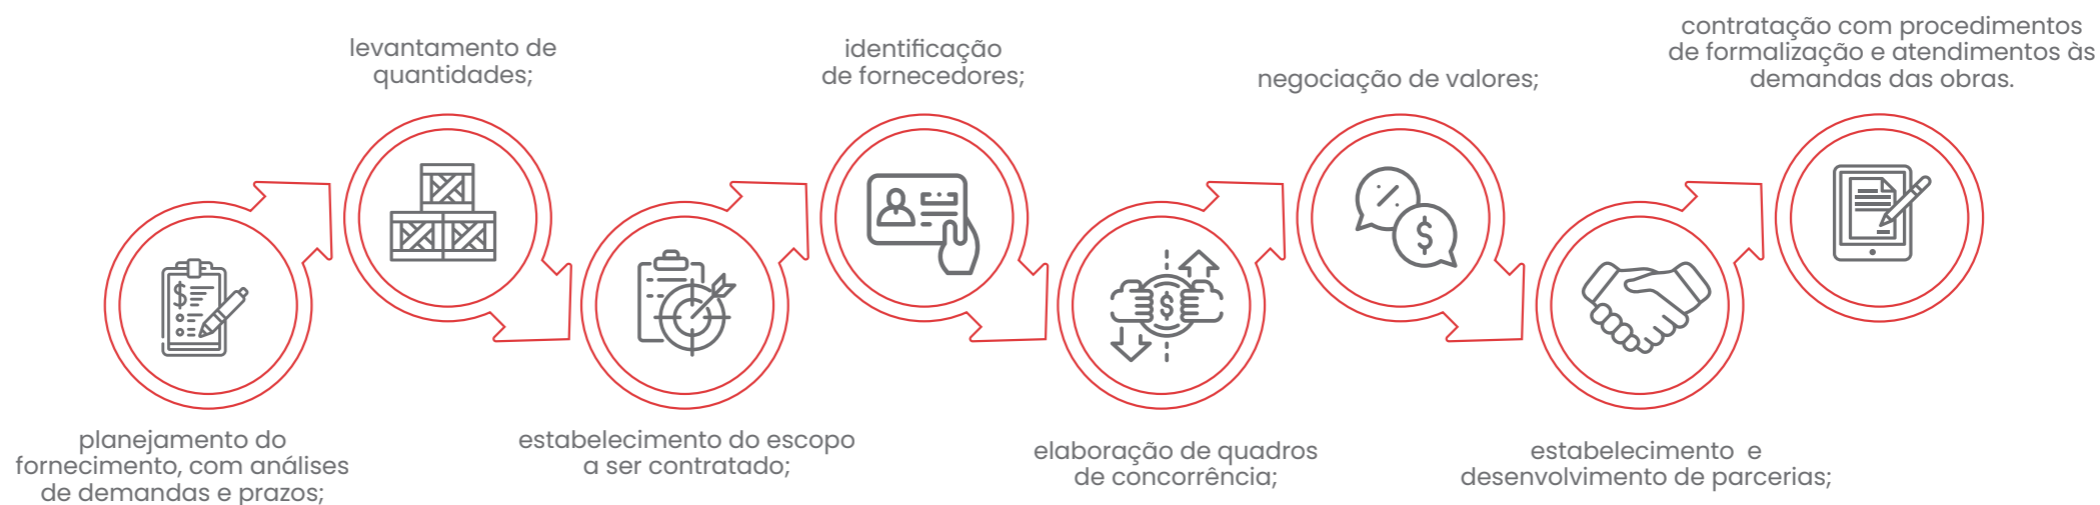 planejamento do
fornecimento, com análises
de demandas e prazos;
levantamento de
quantidades;
estabelecimento do escopo
a ser contratado;
identificação
de fornecedores;
elaboração de quadros
de concorrência;
negociação de valores;
estabelecimento e
desenvolvimento de parcerias;
contratação com procedimentos
de formalização e atendimentos às
demandas das obras.